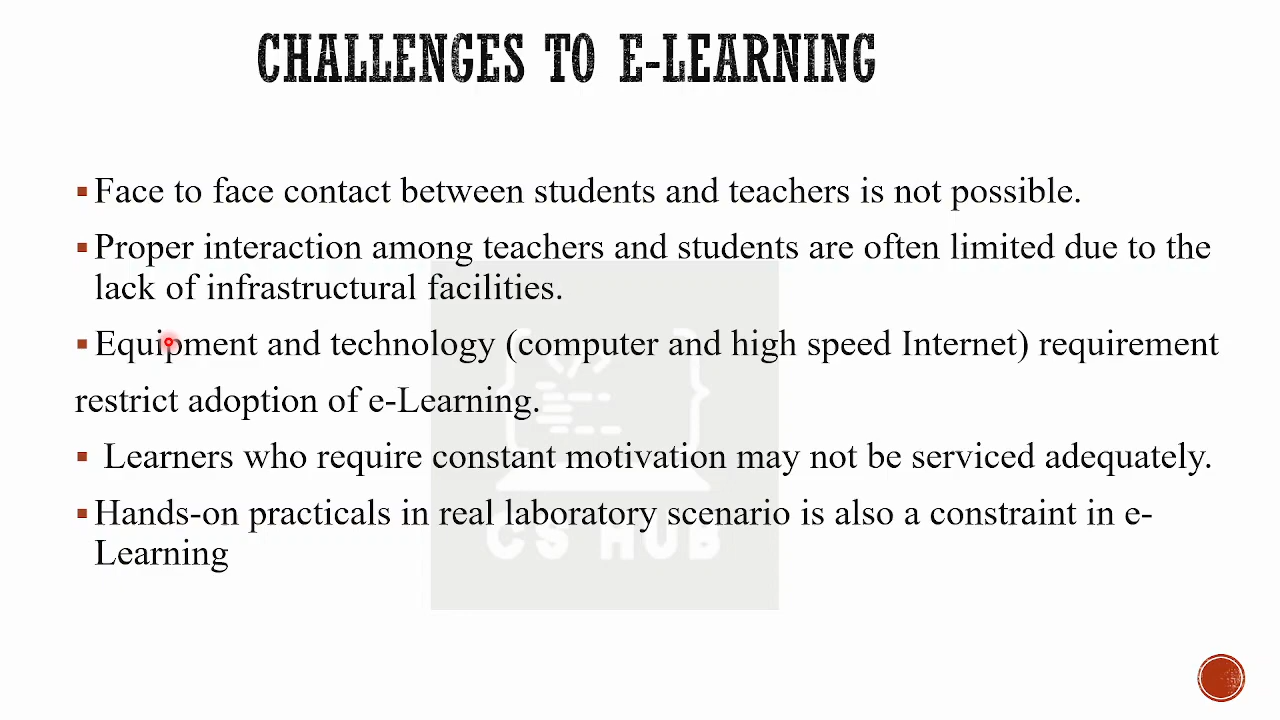 CHALLENGES TO E-LEARNING
Face to face contact between students and teachers is not possible.
Proper interaction among teachers and students are often limited due to the
lack of infrastructural facilities.
Equipment and technology (computer and high speed Internet) requirement
restrict adoption of e-Learning.
Learners who require constant motivation may not be serviced adequately.
Hands-on practicals in real laboratory scenario is also a constraint in e-
Learning
CS HUB